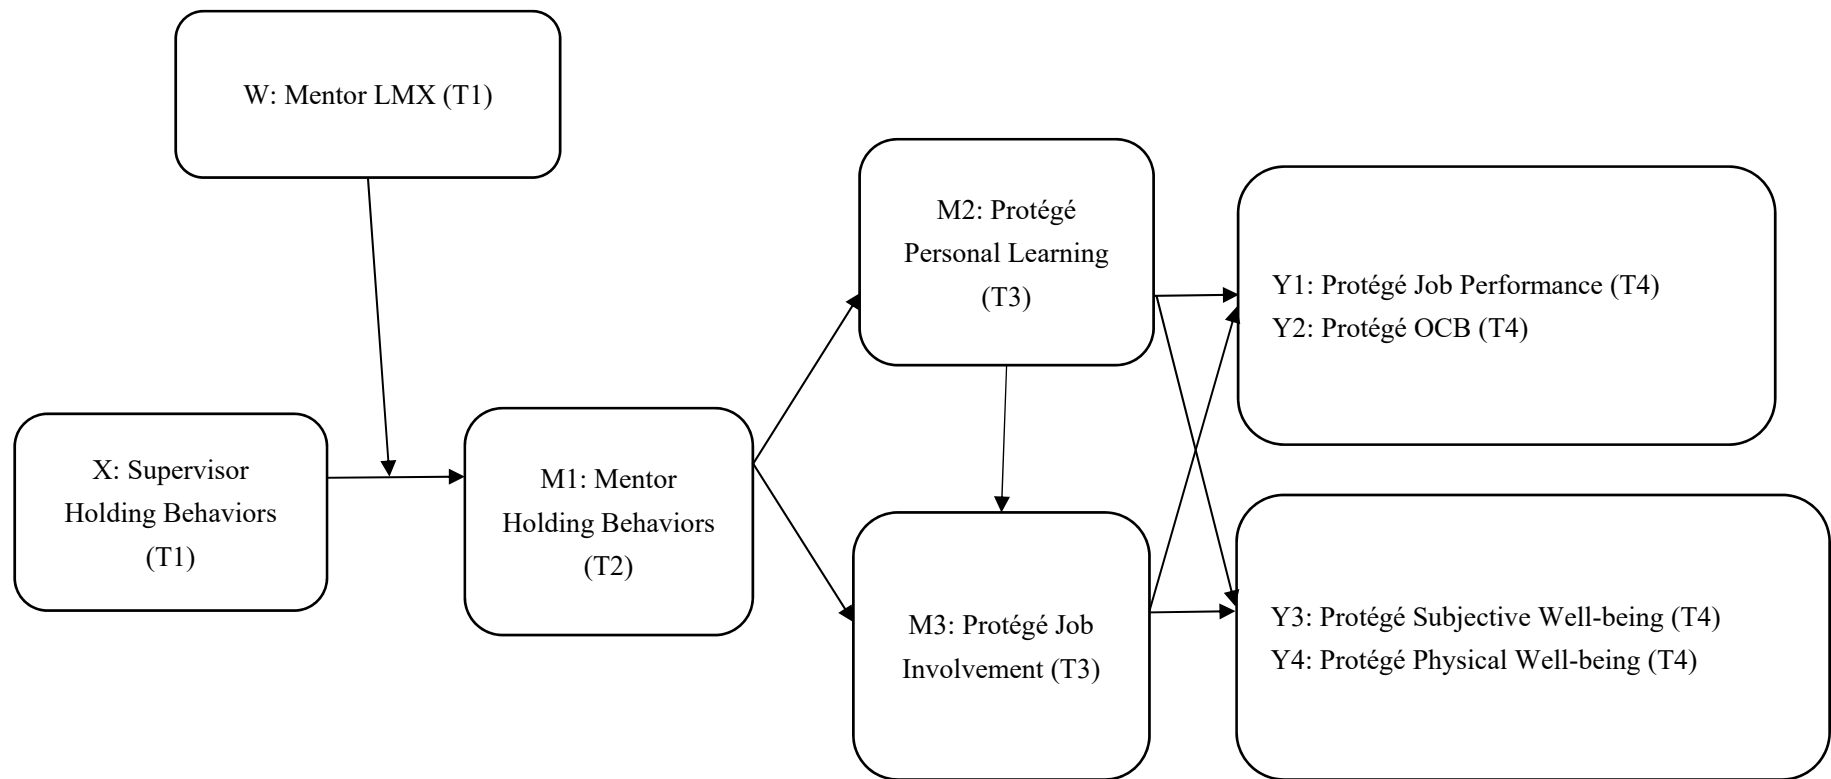 W: Mentor LMX (T1)
X: Supervisor
Holding Behaviors
(T1)
M1: Mentor
Holding Behaviors
(T2)
M2: Protégé
Personal Learning
(T3)
M3: Protégé Job
Involvement (T3)
Y1: Protégé Job Performance (T4)
Y2: Protégé OCB (T4)
Y3: Protégé Subjective Well-being (T4)
Y4: Protégé Physical Well-being (T4)